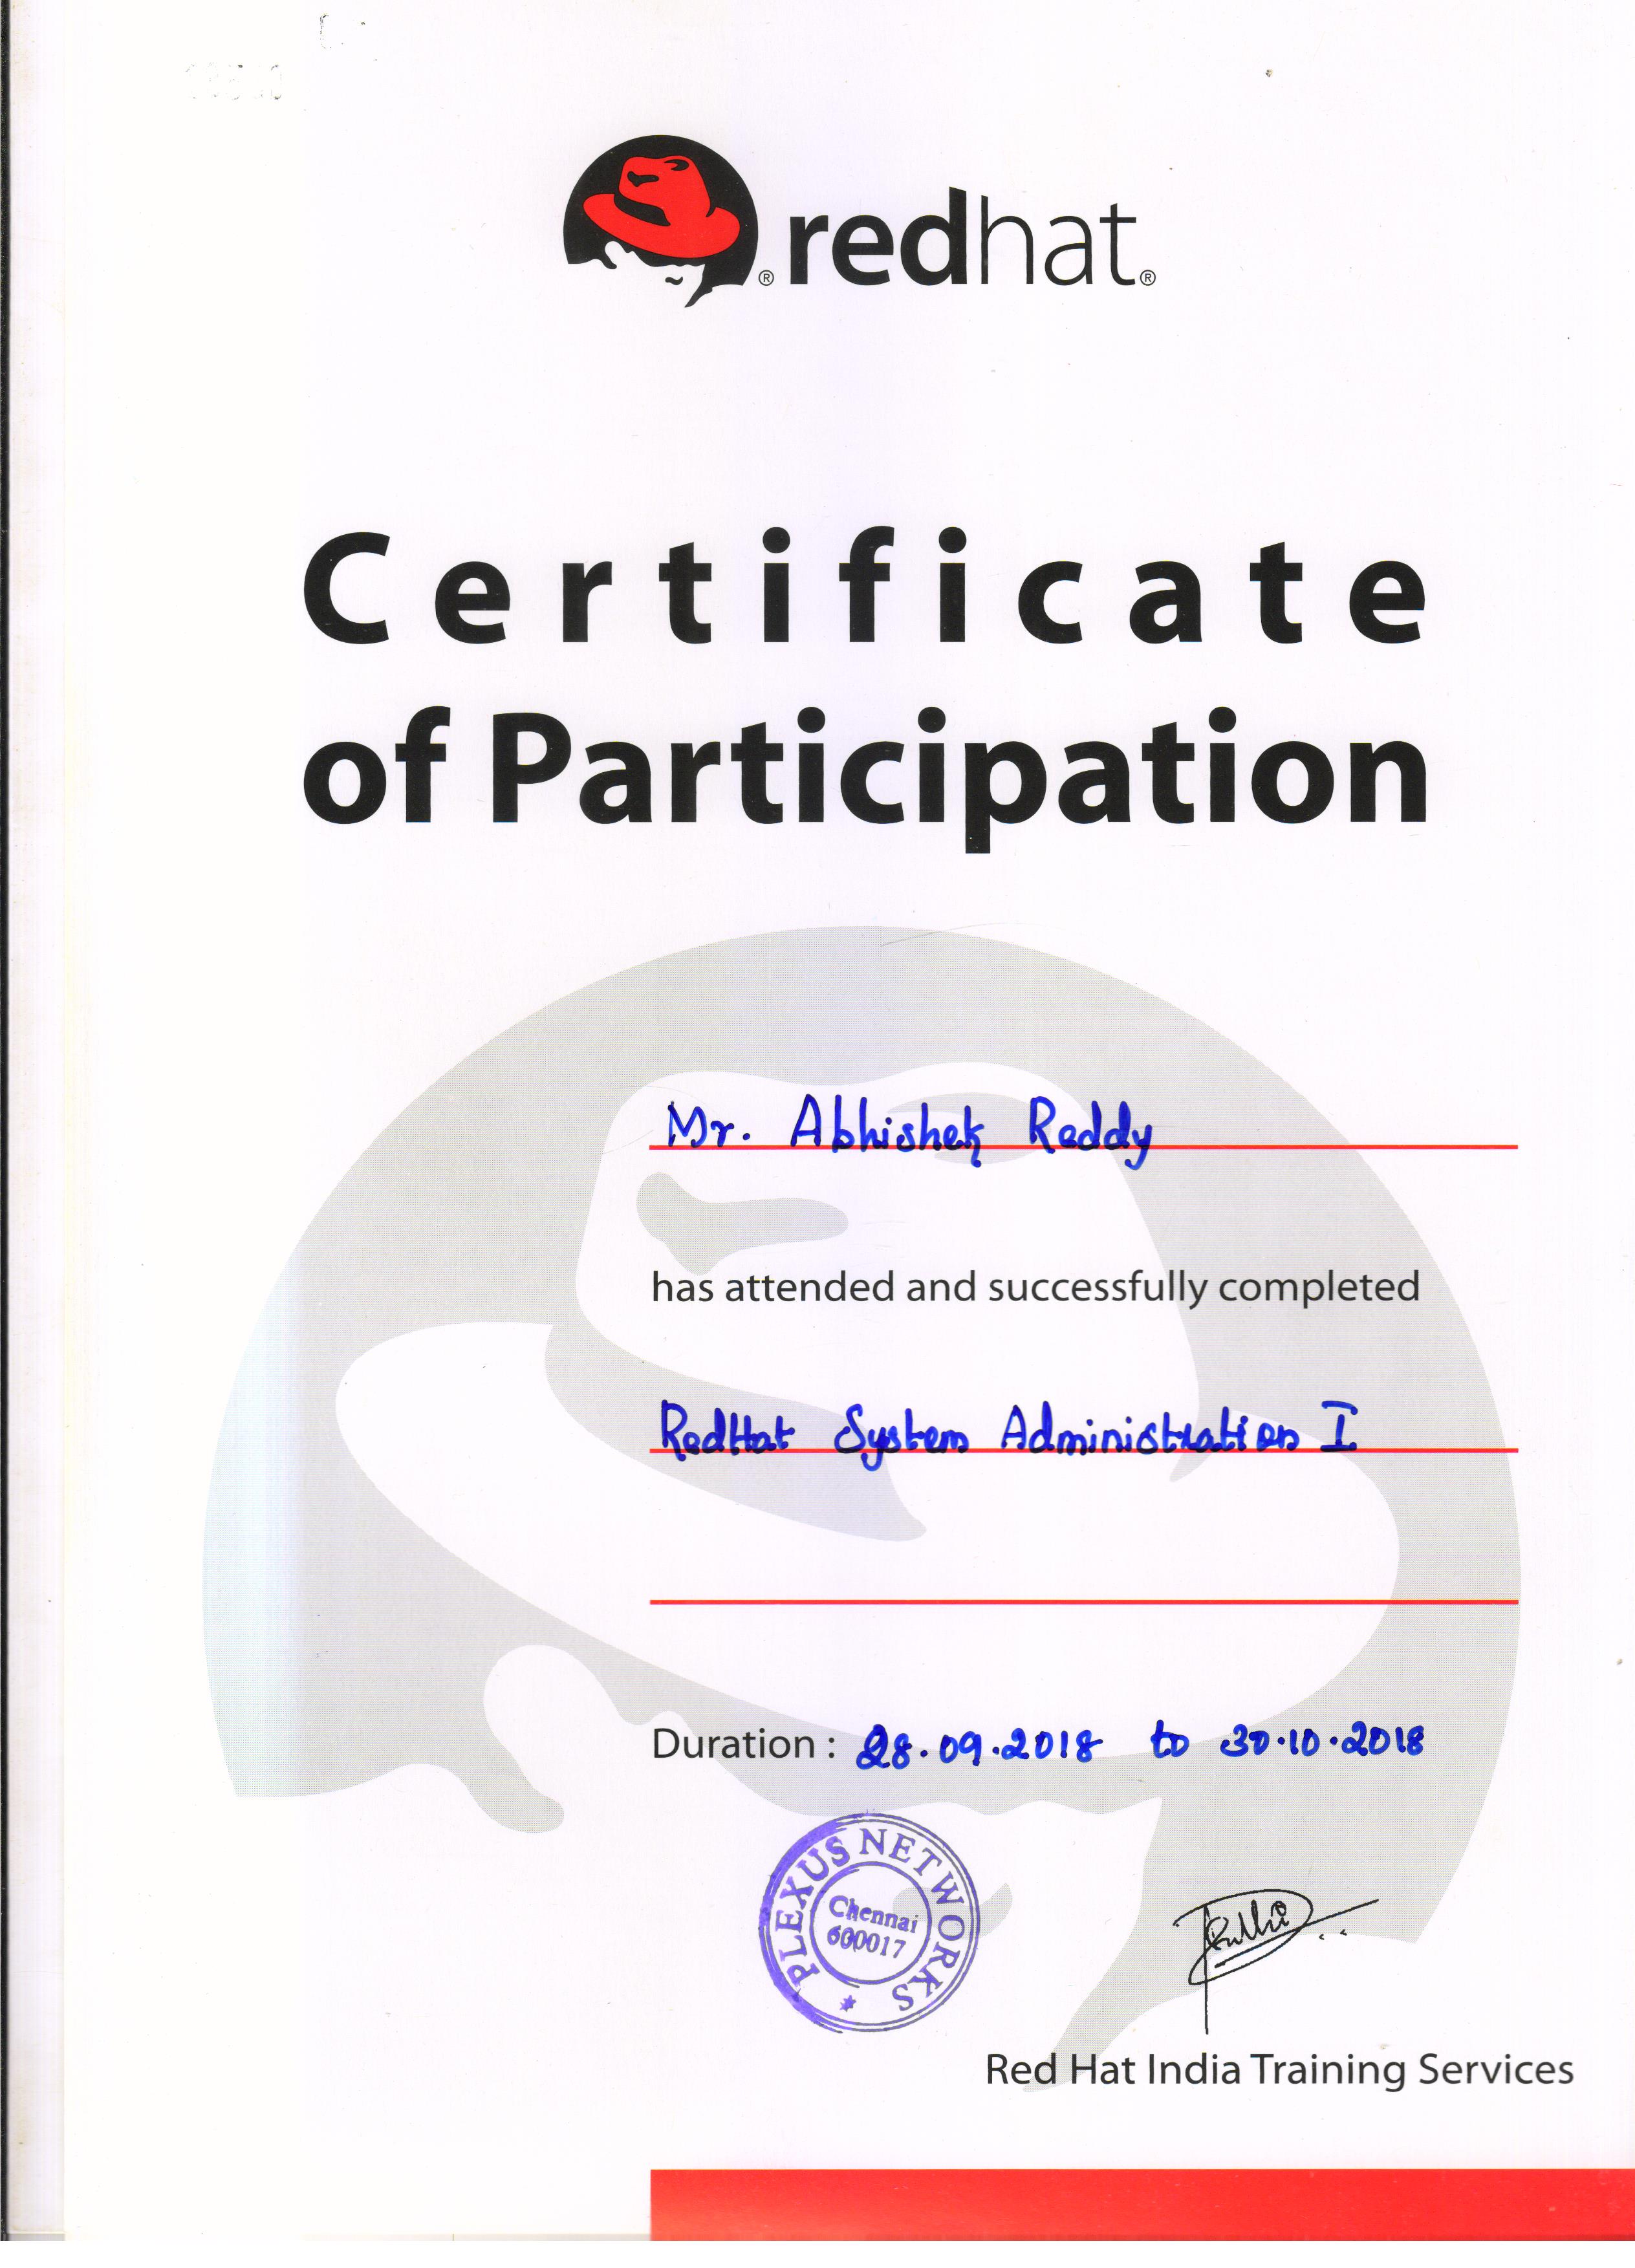 ® redhat®
Certificate
of Participation
Mr. Abhishek Reddy
has attended and successfully completed
RedHat System Administration I
Duration : 28.09.2018 to 30.10.2018
PLEXUS NETWORKS
Chennai
600017
Red Hat India Training Services